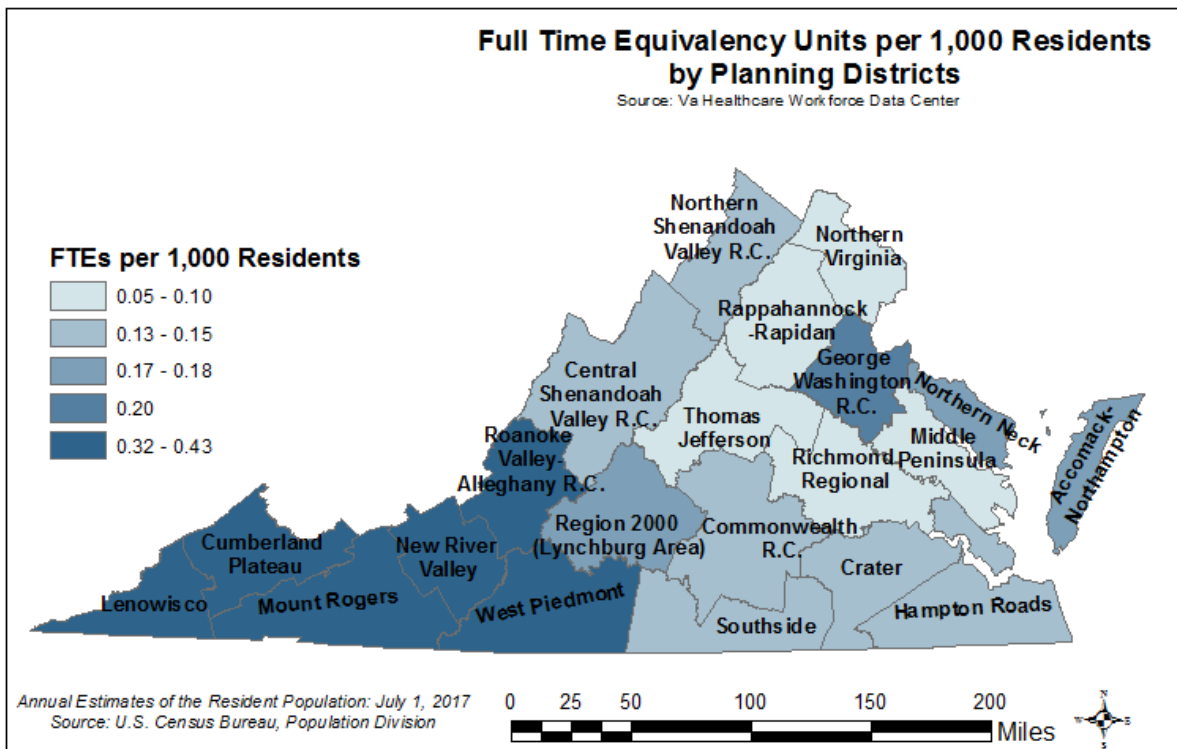 Full Time Equivalency Units per 1,000 Residents
by Planning Districts
Source: Va Healthcare Workforce Data Center
FTEs per 1,000 Residents
0.05 - 0.10
0.13 - 0.15
0.17 - 0.18
0.20
0.32 - 0.43
Northern
Shenandoah
Valley R.C.
Northern
Virginia
Rappahannock
-Rapidan
George
Washington
R.C.
Northern Neck
Accomack-
Northampton
Central
Shenandoah
Valley R.C.
Thomas
Jefferson
Middle
Peninsula
Richmond
Regional
Roanoke
Valley-
Alleghany R.C.
Region 2000
(Lynchburg Area)
Commonwealth
R.C.
Crater
Hampton Roads
Southside
West Piedmont
New River
Valley
Mount Rogers
Cumberland
Plateau
Lenowisco
Annual Estimates of the Resident Population: July 1, 2017
Source: U.S. Census Bureau, Population Division
0 25 50 100 150 200
Miles
N
W E
S